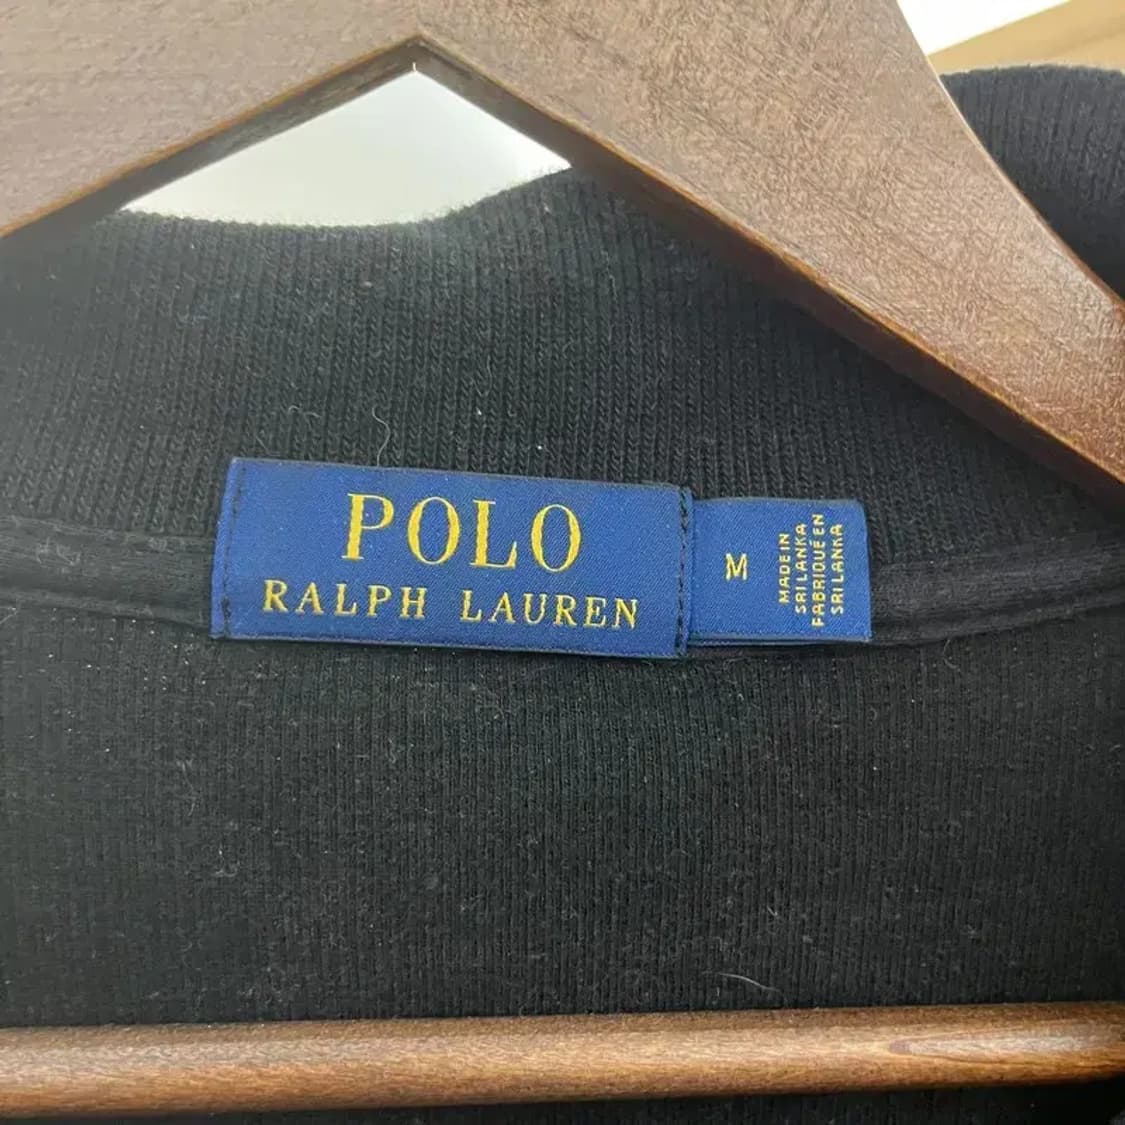 POLO
RALPH LAUREN
M
MADE IN
SRI LANKA
FABRIQUÉ EN
SRI LANKA